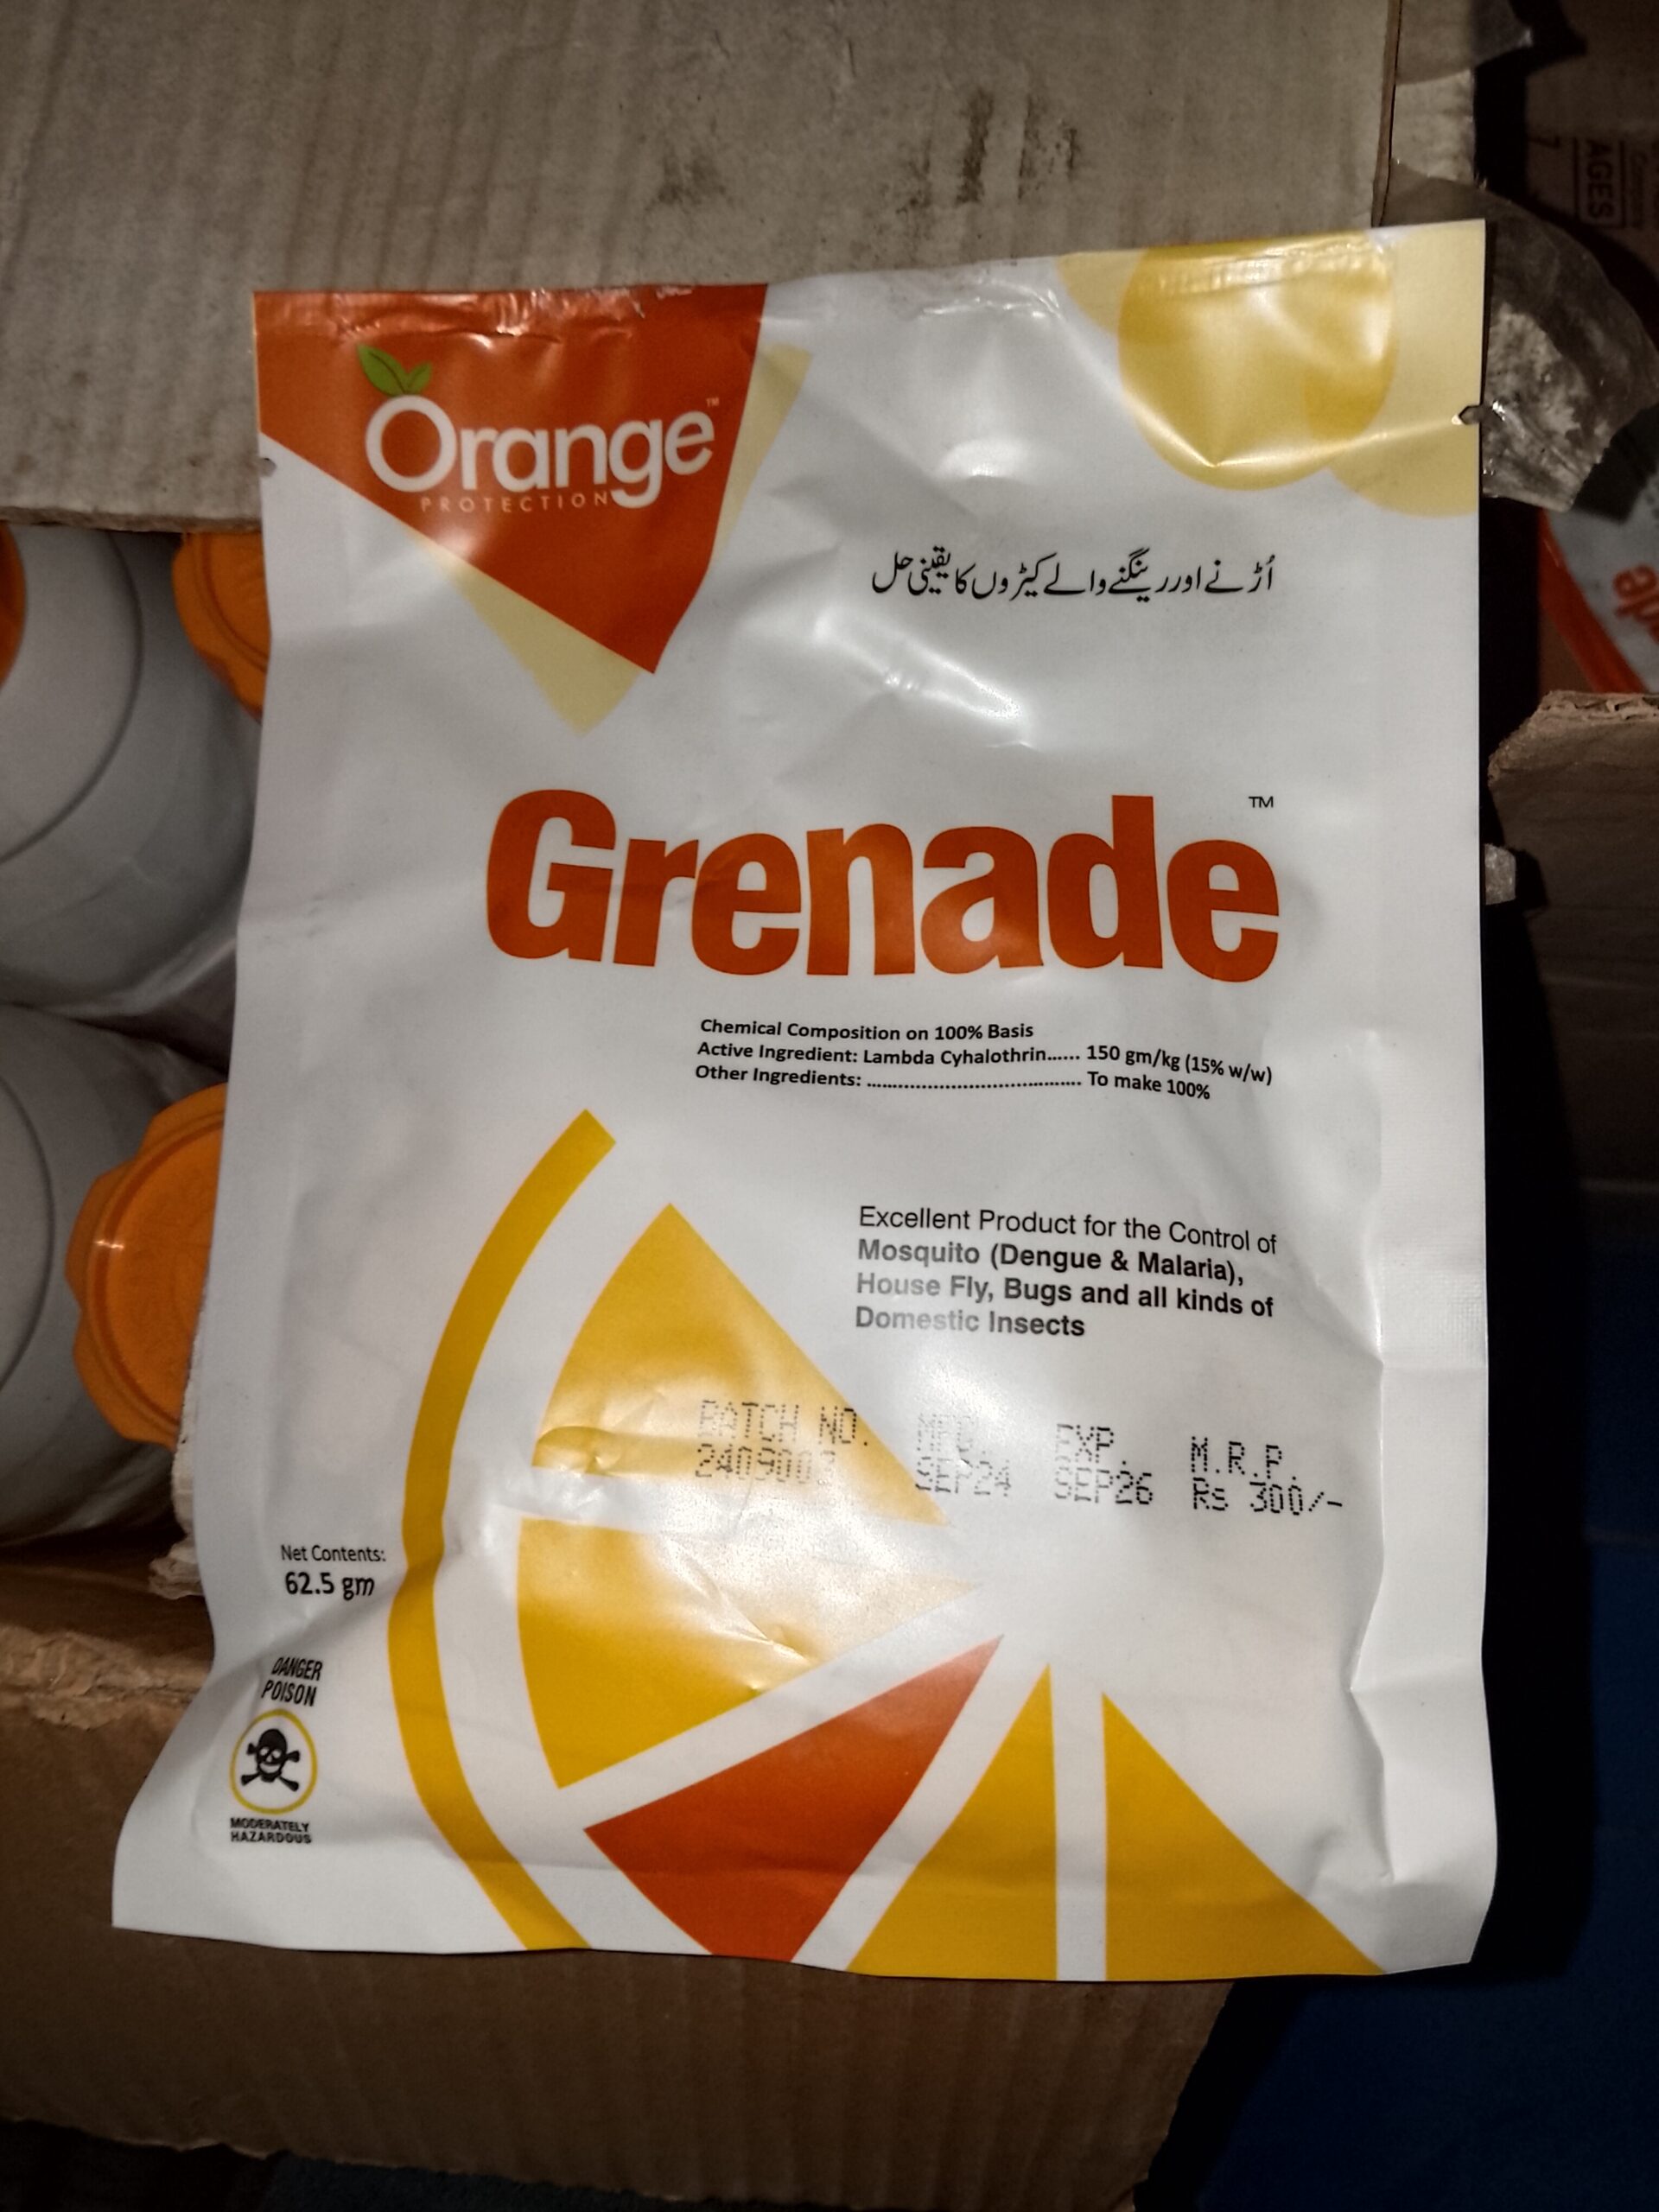 Orange™
PROTECTION
اُڑنے اور رینگنے والے کیڑوں کا یقینی حل
Grenade™
Chemical Composition on 100% Basis
Active Ingredient: Lambda Cyhalothrin...... 150 gm/kg (15% w/w)
Other Ingredients: ........................................ To make 100%
Excellent Product for the Control of
Mosquito (Dengue & Malaria),
House Fly, Bugs and all kinds of
Domestic Insects
BATCH NO. MFG. EXP. M.R.P.
SEP24 SEP26 Rs 300/-
Net Contents:
62.5 gm
DANGER
POISON
MODERATELY
HAZARDOUS
AGES